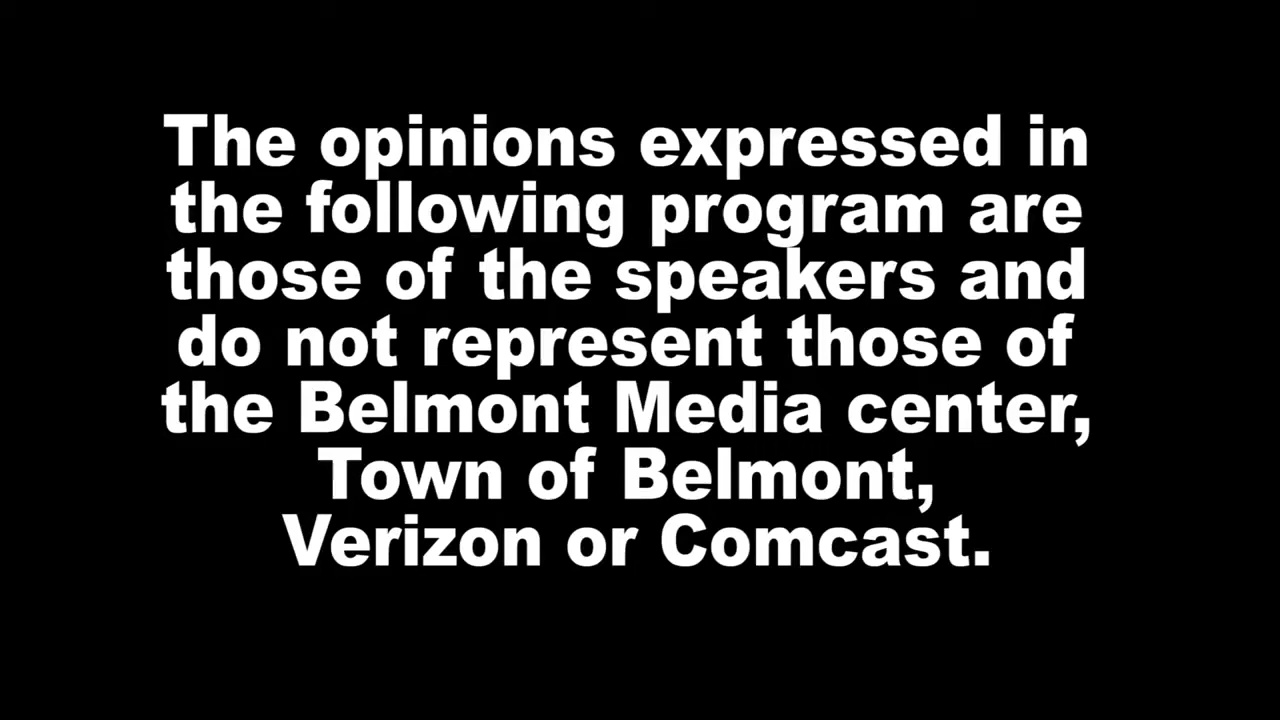 The opinions expressed in
the following program are
those of the speakers and
do not represent those of
the Belmont Media center,
Town of Belmont,
Verizon or Comcast.